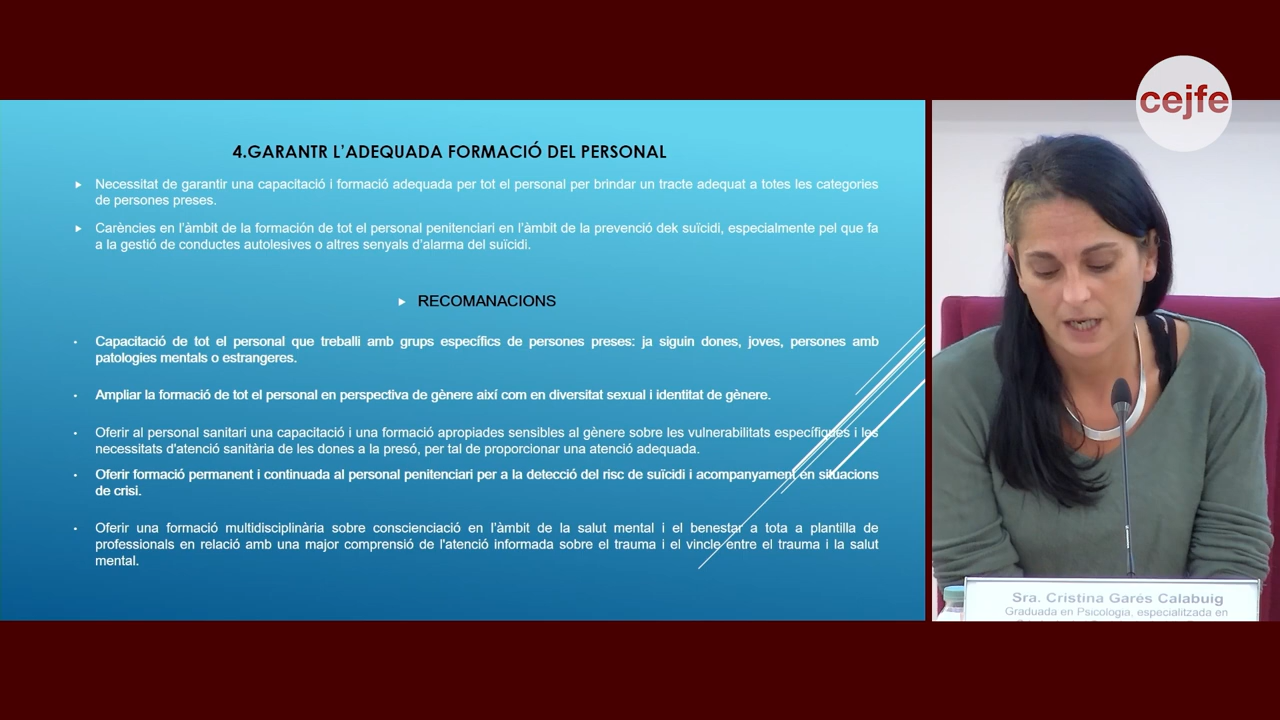 cejfe
4.GARANTR L’ADEQUADA FORMACIÓ DEL PERSONAL
Necessitat de garantir una capacitació i formació adequada per tot el personal per brindar un tracte adequat a totes les categories
de persones preses.
Carències en l’àmbit de la formación de tot el personal penitenciari en l’àmbit de la prevenció dek suïcidi, especialment pel que fa
a la gestió de conductes autolesives o altres senyals d’alarma del suïcidi.
RECOMANACIONS
Capacitació de tot el personal que treballi amb grups específics de persones preses: ja siguin dones, joves, persones amb
patologies mentals o estrangeres.
Ampliar la formació de tot el personal en perspectiva de gènere així com en diversitat sexual i identitat de gènere.
Oferir al personal sanitari una capacitació i una formació apropiades sensibles al gènere sobre les vulnerabilitats específiques i les
necessitats d'atenció sanitària de les dones a la presó, per tal de proporcionar una atenció adequada.
Oferir formació permanent i continuada al personal penitenciari per a la detecció del risc de suïcidi i acompanyament en situacions
de crisi.
Oferir una formació multidisciplinària sobre conscienciació en l’àmbit de la salut mental i el benestar a tota a plantilla de
professionals en relació amb una major comprensió de l'atenció informada sobre el trauma i el vincle entre el trauma i la salut
mental.
Sra. Cristina Garés Calabuig
Graduada en Psicologia, especialitzada en